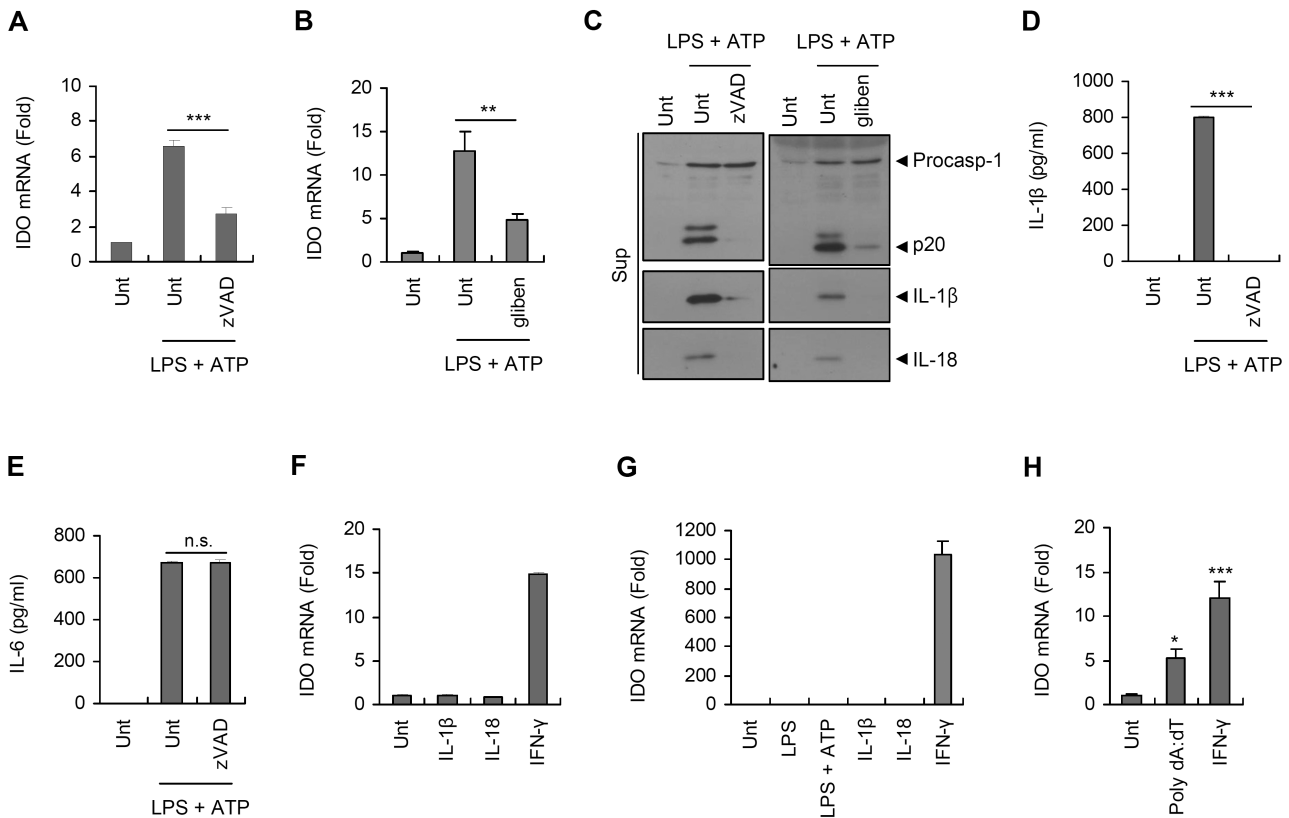 A
IDO mRNA (Fold)
10
8
6
4
2
0
***
Unt
Unt
zVAD
LPS + ATP
B
IDO mRNA (Fold)
20
15
10
5
0
**
Unt
Unt
gliben
LPS + ATP
C
LPS + ATP
LPS + ATP
Unt
Unt
zVAD
Unt
Unt
gliben
Sup
Procasp-1
p20
IL-1β
IL-18
D
IL-1β (pg/ml)
1000
800
600
400
200
0
***
Unt
Unt
zVAD
LPS + ATP
E
IL-6 (pg/ml)
800
600
400
200
0
n.s.
Unt
Unt
zVAD
LPS + ATP
F
IDO mRNA (Fold)
20
15
10
5
0
Unt
IL-1β
IL-18
IFN-γ
G
IDO mRNA (Fold)
1200
1000
800
600
400
200
0
Unt
LPS
LPS + ATP
IL-1β
IL-18
IFN-γ
H
IDO mRNA (Fold)
20
15
10
5
0
*
***
Unt
Poly dA:dT
IFN-γ